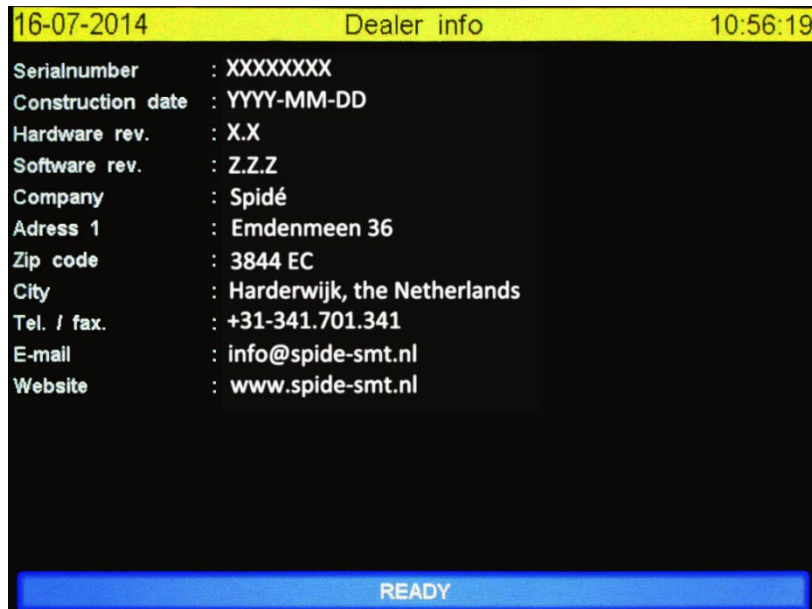 16-07-2014 Dealer info 10:56:19
Serialnumber : XXXXXXXX
Construction date : YYYY-MM-DD
Hardware rev. : X.X
Software rev. : Z.Z.Z
Company : Spidé
Adress 1 : Emdenmeen 36
Zip code : 3844 EC
City : Harderwijk, the Netherlands
Tel. / fax. : +31-341.701.341
E-mail : info@spide-smt.nl
Website : www.spide-smt.nl
READY